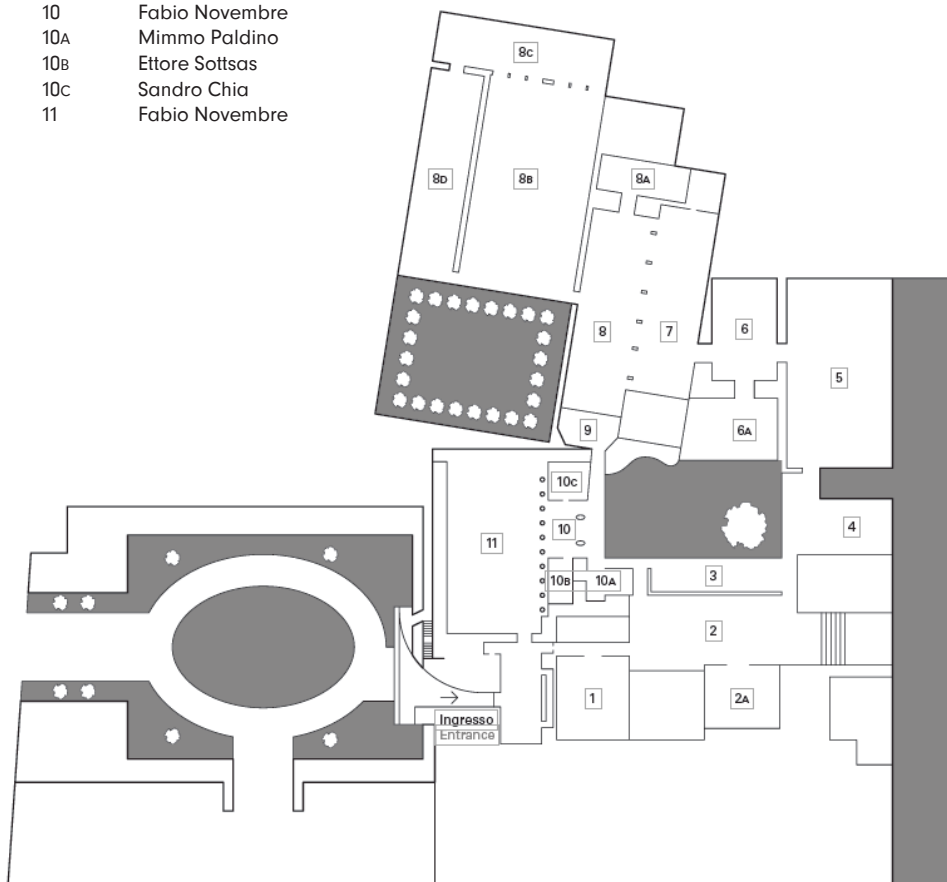 10 Fabio Novembre
10A Mimmo Paldino
10B Ettore Sottsas
10C Sandro Chia
11 Fabio Novembre
8C
8D
8B
8A
8
7
6
5
9
6A
10C
10
11
4
10B
10A
3
2
1
2A
Ingresso
Entrance